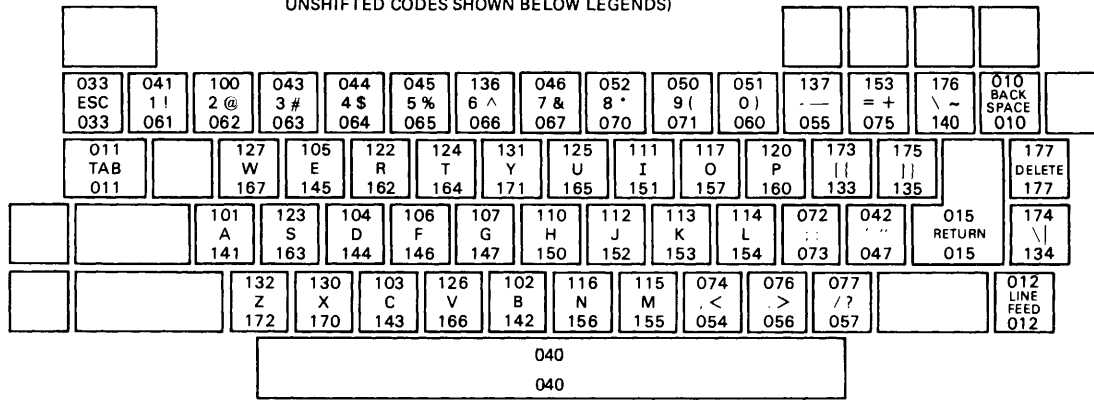 UNSHIFTED CODES SHOWN BELOW LEGENDS)
033 041 100 043 044 045 136 046 052 050 051 137 153 176 010
ESC 1 ! 2 @ 3 # 4 $ 5 % 6 ^ 7 & 8 * 9 ( 0 ) - — = + \ ~ BACK SPACE
033 061 062 063 064 065 066 067 070 071 060 055 075 140 010
011 127 105 122 124 131 125 111 117 120 173 175 177
TAB W E R T Y U I O P [ { ] } DELETE
011 167 145 162 164 171 165 151 157 160 133 135 177
101 123 104 106 107 110 112 113 114 072 042 015 174
A S D F G H J K L ; : ' " RETURN \ |
141 163 144 146 147 150 152 153 154 073 047 015 134
132 130 103 126 102 116 115 074 076 077 012
Z X C V B N M , < . > / ? LINE FEED
172 170 143 166 142 156 155 054 056 057 012
040
040